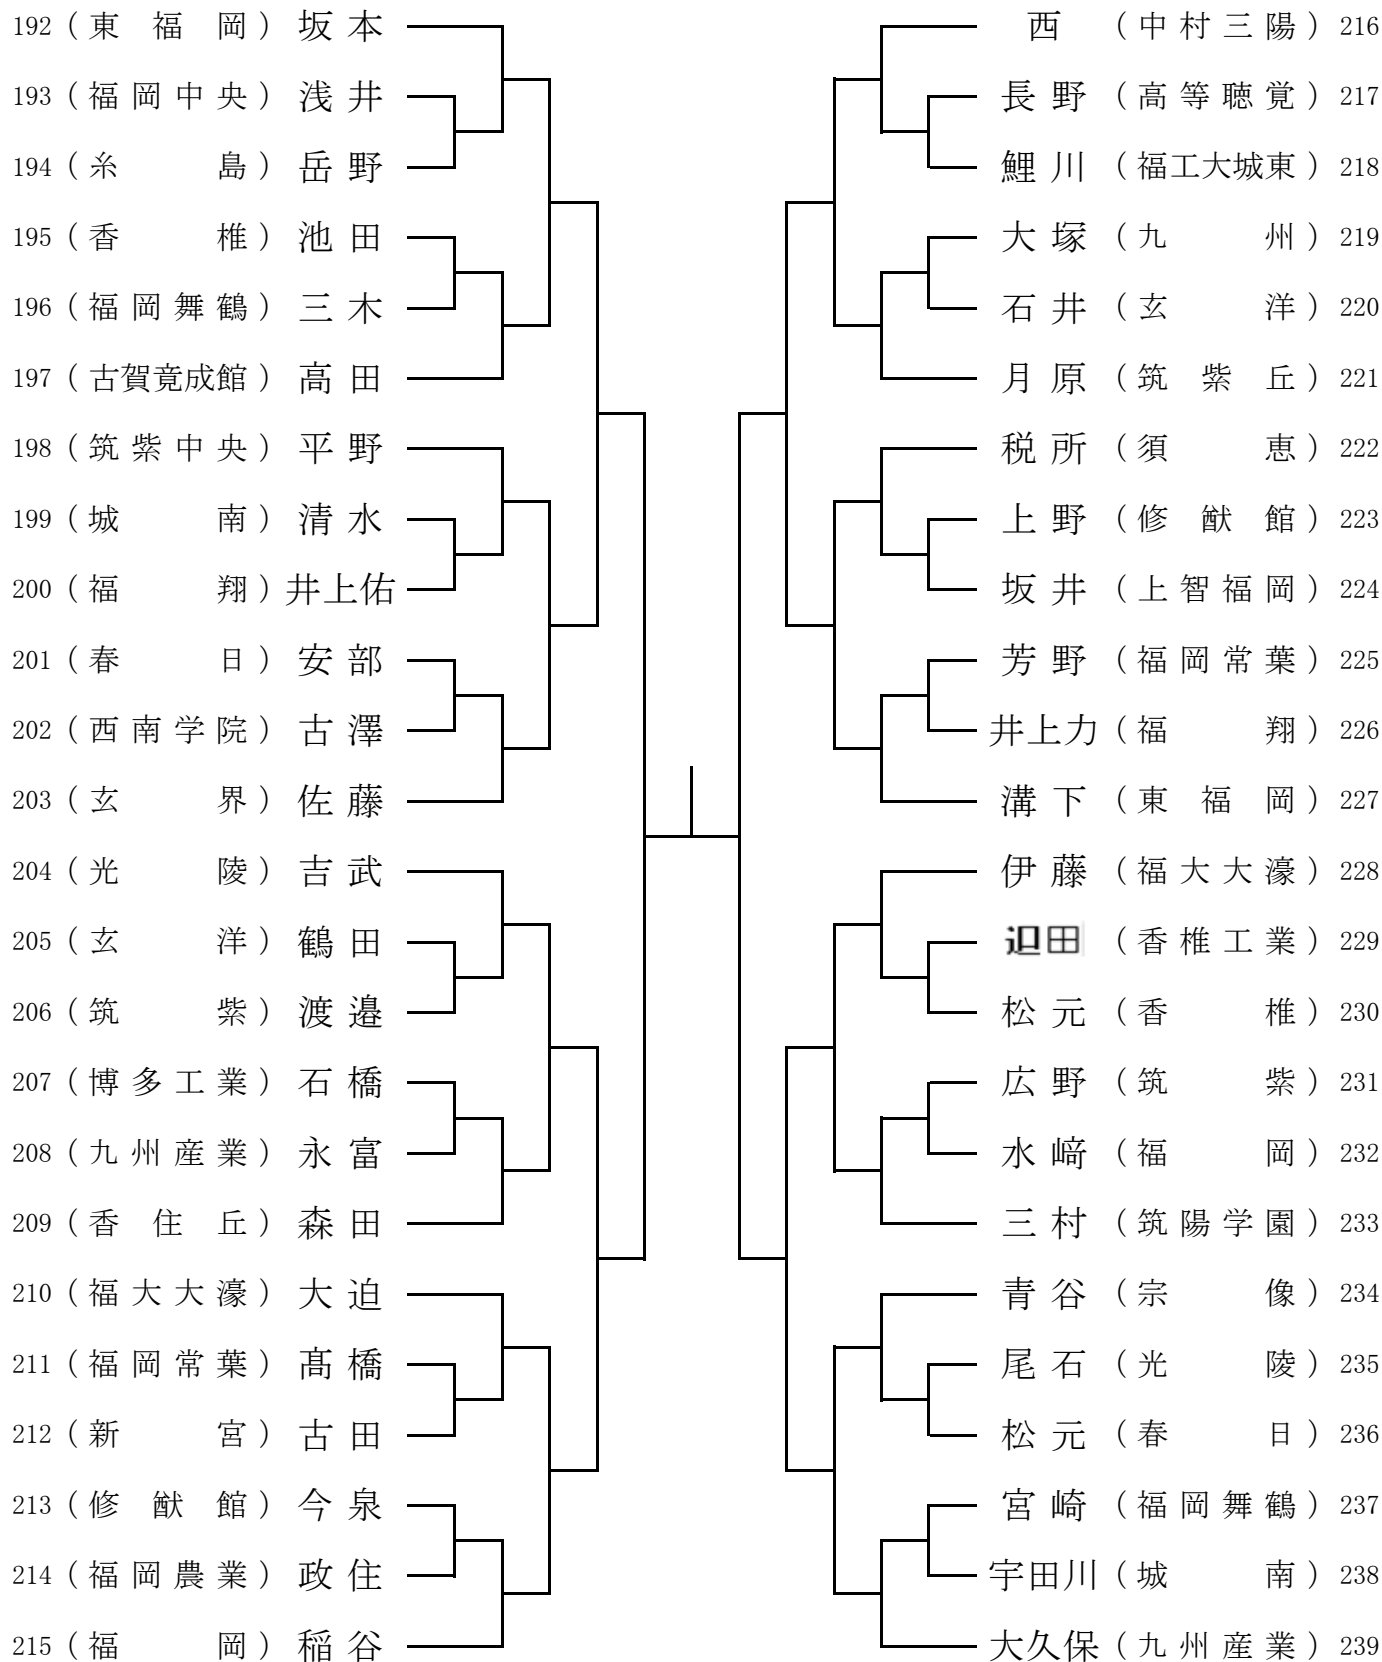 192（東福岡）坂本
193（福岡中央）浅井
194（糸島）岳野
195（香椎）池田
196（福岡舞鶴）三木
197（古賀竟成館）高田
198（筑紫中央）平野
199（城南）清水
200（福翔）井上佑
201（春日）安部
202（西南学院）古澤
203（玄界）佐藤
204（光陵）吉武
205（玄洋）鶴田
206（筑紫）渡邉
207（博多工業）石橋
208（九州産業）永富
209（香住丘）森田
210（福大大濠）大迫
211（福岡常葉）髙橋
212（新宮）古田
213（修猷館）今泉
214（福岡農業）政住
215（福岡）稲谷
西（中村三陽）216
長野（高等聴覚）217
鯉川（福工大城東）218
大塚（九州）219
石井（玄洋）220
月原（筑紫丘）221
税所（須恵）222
上野（修猷館）223
坂井（上智福岡）224
芳野（福岡常葉）225
井上力（福翔）226
溝下（東福岡）227
伊藤（福大大濠）228
田（香椎工業）229
松元（香椎）230
広野（筑紫）231
水﨑（福岡）232
三村（筑陽学園）233
青谷（宗像）234
尾石（光陵）235
松元（春日）236
宮崎（福岡舞鶴）237
宇田川（城南）238
大久保（九州産業）239